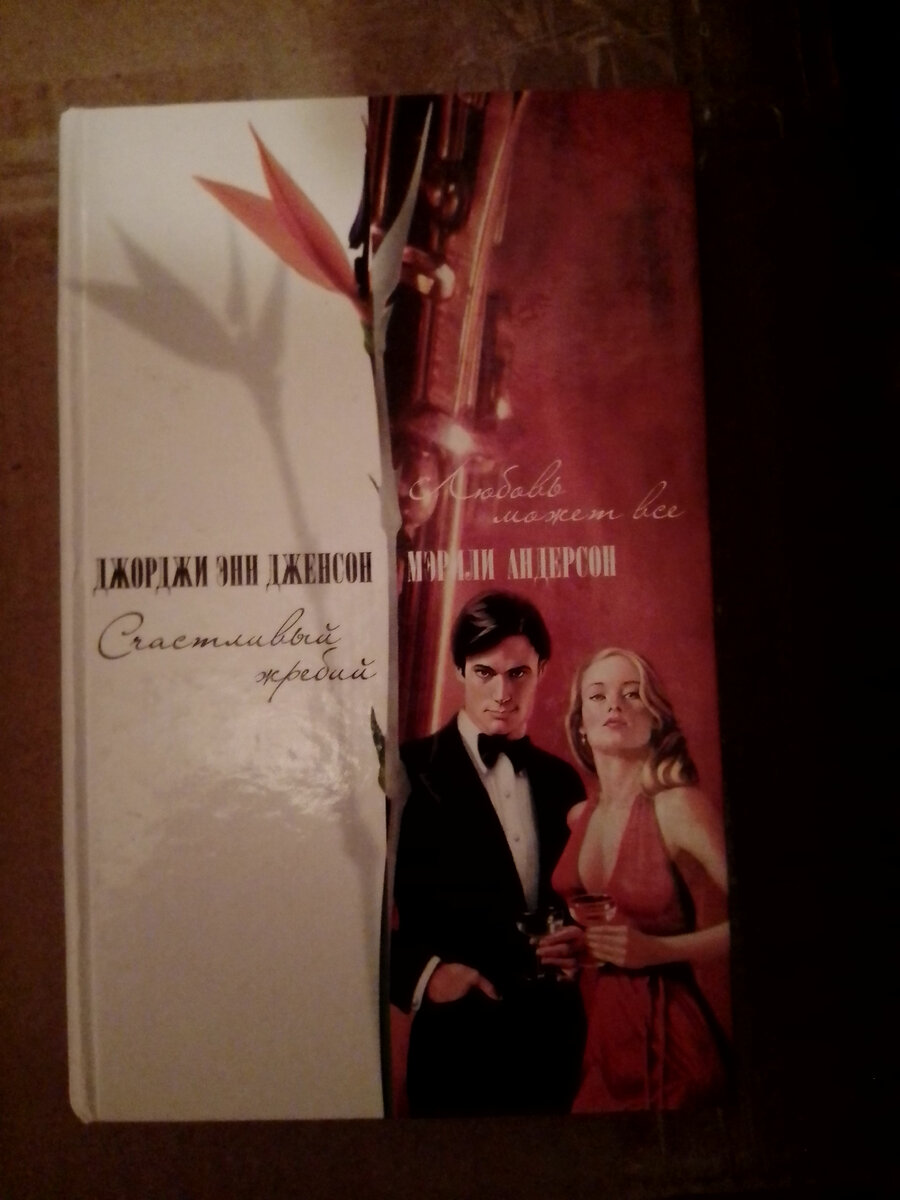 Любовь
может все
ДЖОРДЖИ ЭНН ДЖЕНСОН
МЭРИЛИ АНДЕРСОН
Счастливый
жребий